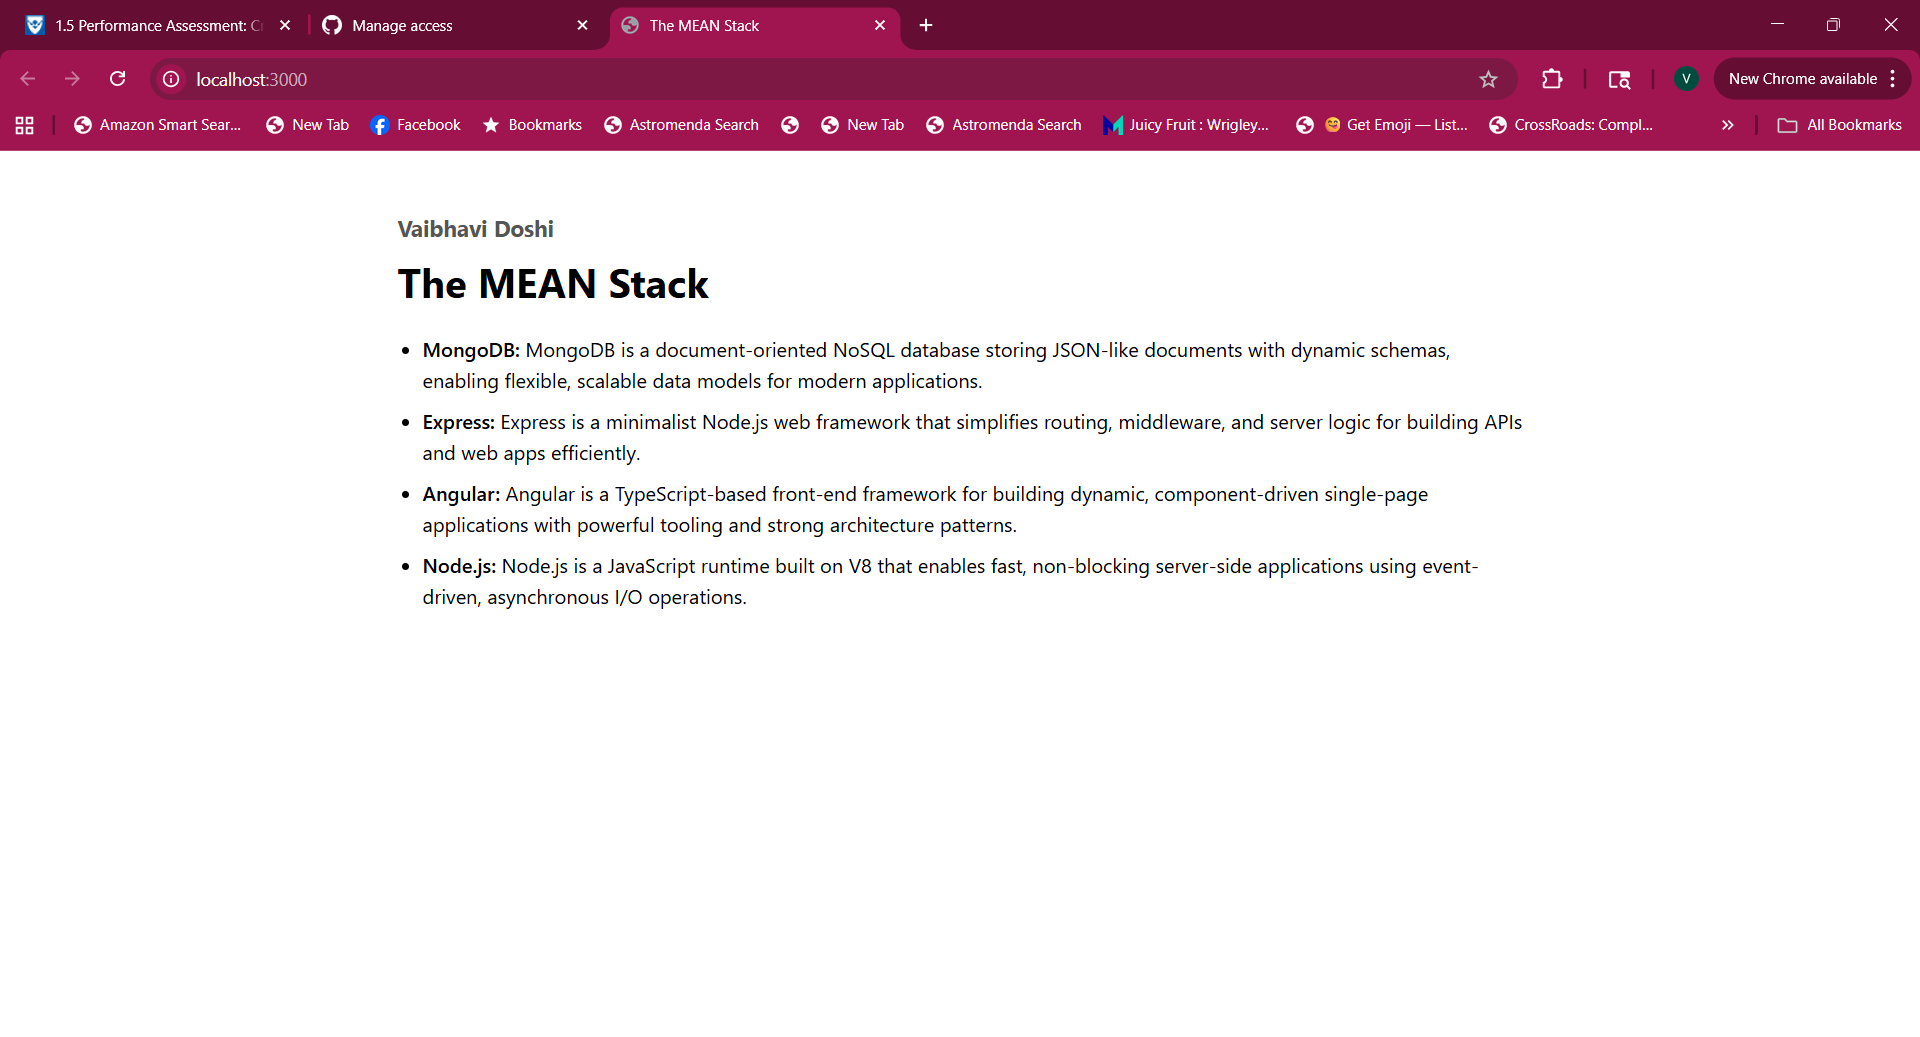 1.5 Performance Assessment: C
Manage access
The MEAN Stack
localhost:3000
V
New Chrome available
Amazon Smart Sear...
New Tab
Facebook
Bookmarks
Astromenda Search
New Tab
Astromenda Search
Juicy Fruit : Wrigley...
Get Emoji — List...
CrossRoads: Compl...
»
All Bookmarks
Vaibhavi Doshi
The MEAN Stack
• MongoDB: MongoDB is a document-oriented NoSQL database storing JSON-like documents with dynamic schemas,
enabling flexible, scalable data models for modern applications.
• Express: Express is a minimalist Node.js web framework that simplifies routing, middleware, and server logic for building APIs
and web apps efficiently.
• Angular: Angular is a TypeScript-based front-end framework for building dynamic, component-driven single-page
applications with powerful tooling and strong architecture patterns.
• Node.js: Node.js is a JavaScript runtime built on V8 that enables fast, non-blocking server-side applications using event-
driven, asynchronous I/O operations.